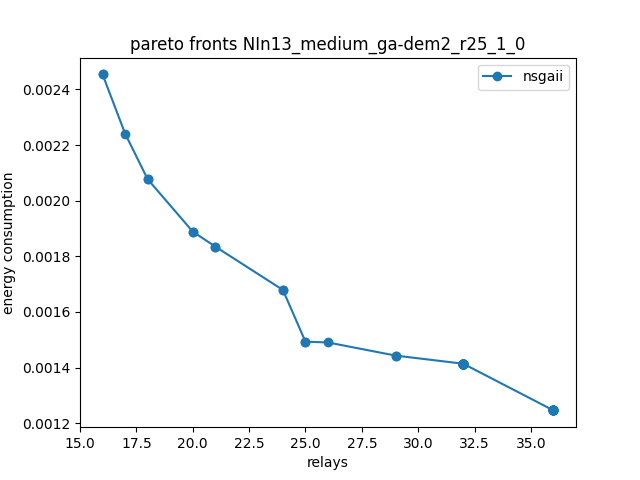 pareto fronts NIn13_medium_ga-dem2_r25_1_0
nsgaii
energy consumption
0.0024
0.0022
0.0020
0.0018
0.0016
0.0014
0.0012
15.0 17.5 20.0 22.5 25.0 27.5 30.0 32.5 35.0
relays